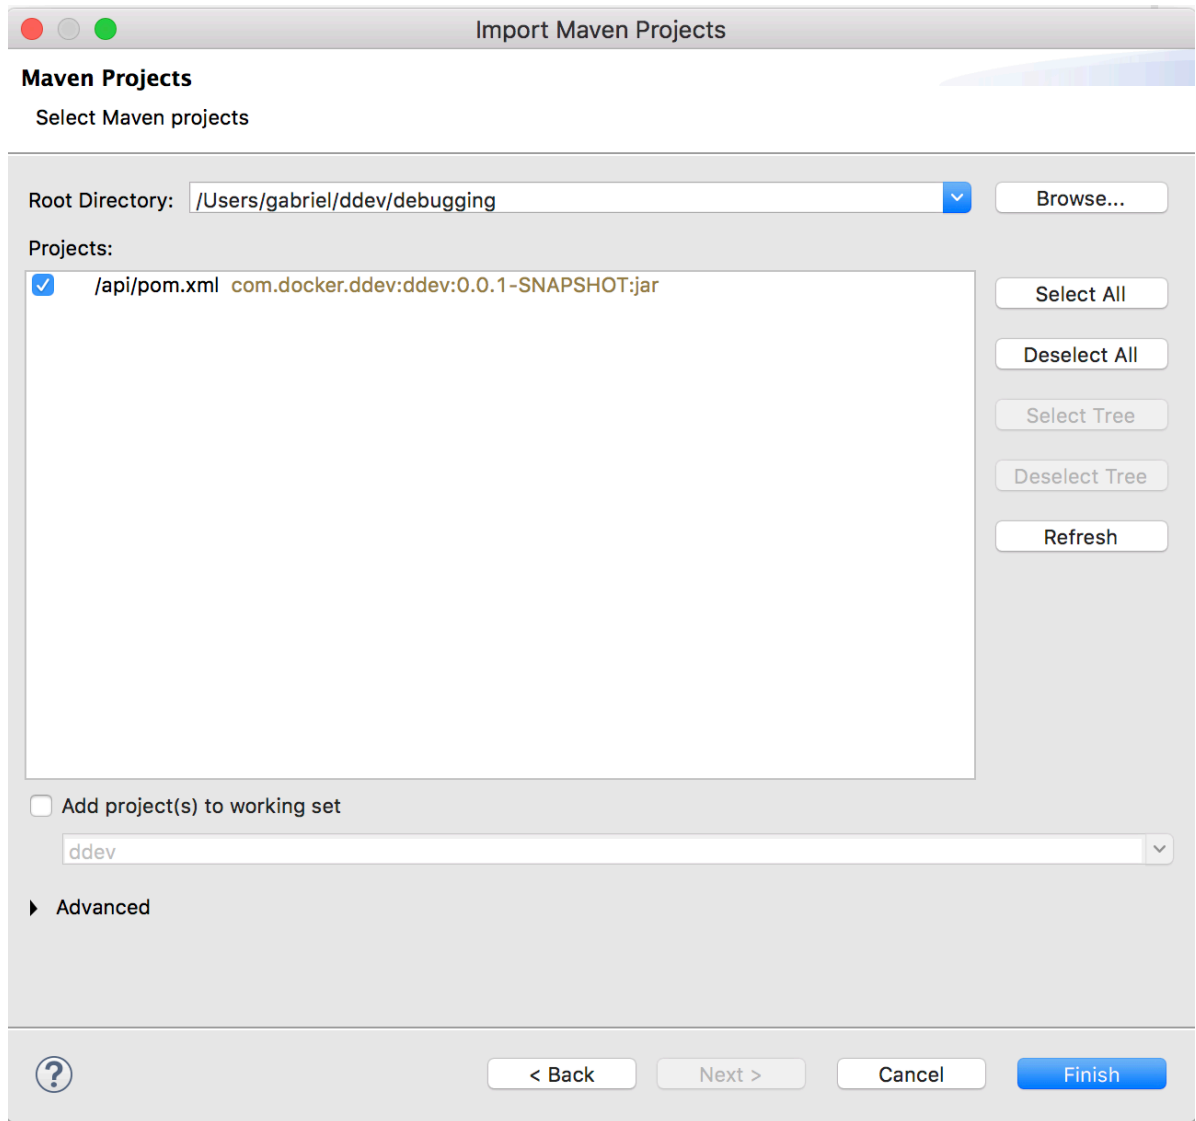 Import Maven Projects
Maven Projects
Select Maven projects
Root Directory: /Users/gabriel/ddev/debugging Browse...
Projects:
/api/pom.xml com.docker.ddev:ddev:0.0.1-SNAPSHOT:jar
Select All
Deselect All
Select Tree
Deselect Tree
Refresh
Add project(s) to working set
ddev
Advanced
? < Back Next > Cancel Finish